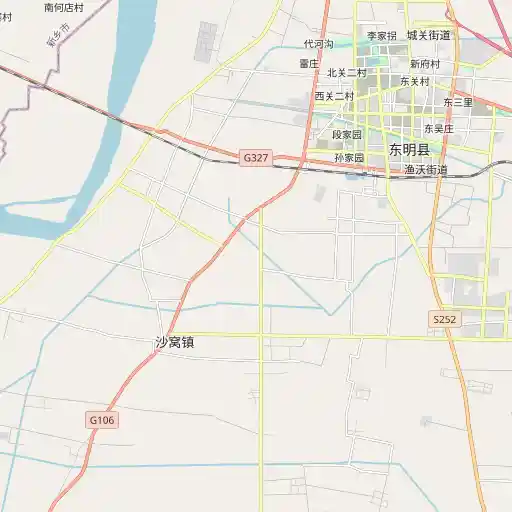 南何店村
新乡市
代河沟
李家拐
城关街道
雷庄
北关二村
新府村
东关村
西关二村
东三里
段家园
东吴庄
东明县
G327
孙家园
渔沃街道
S252
沙窝镇
G106